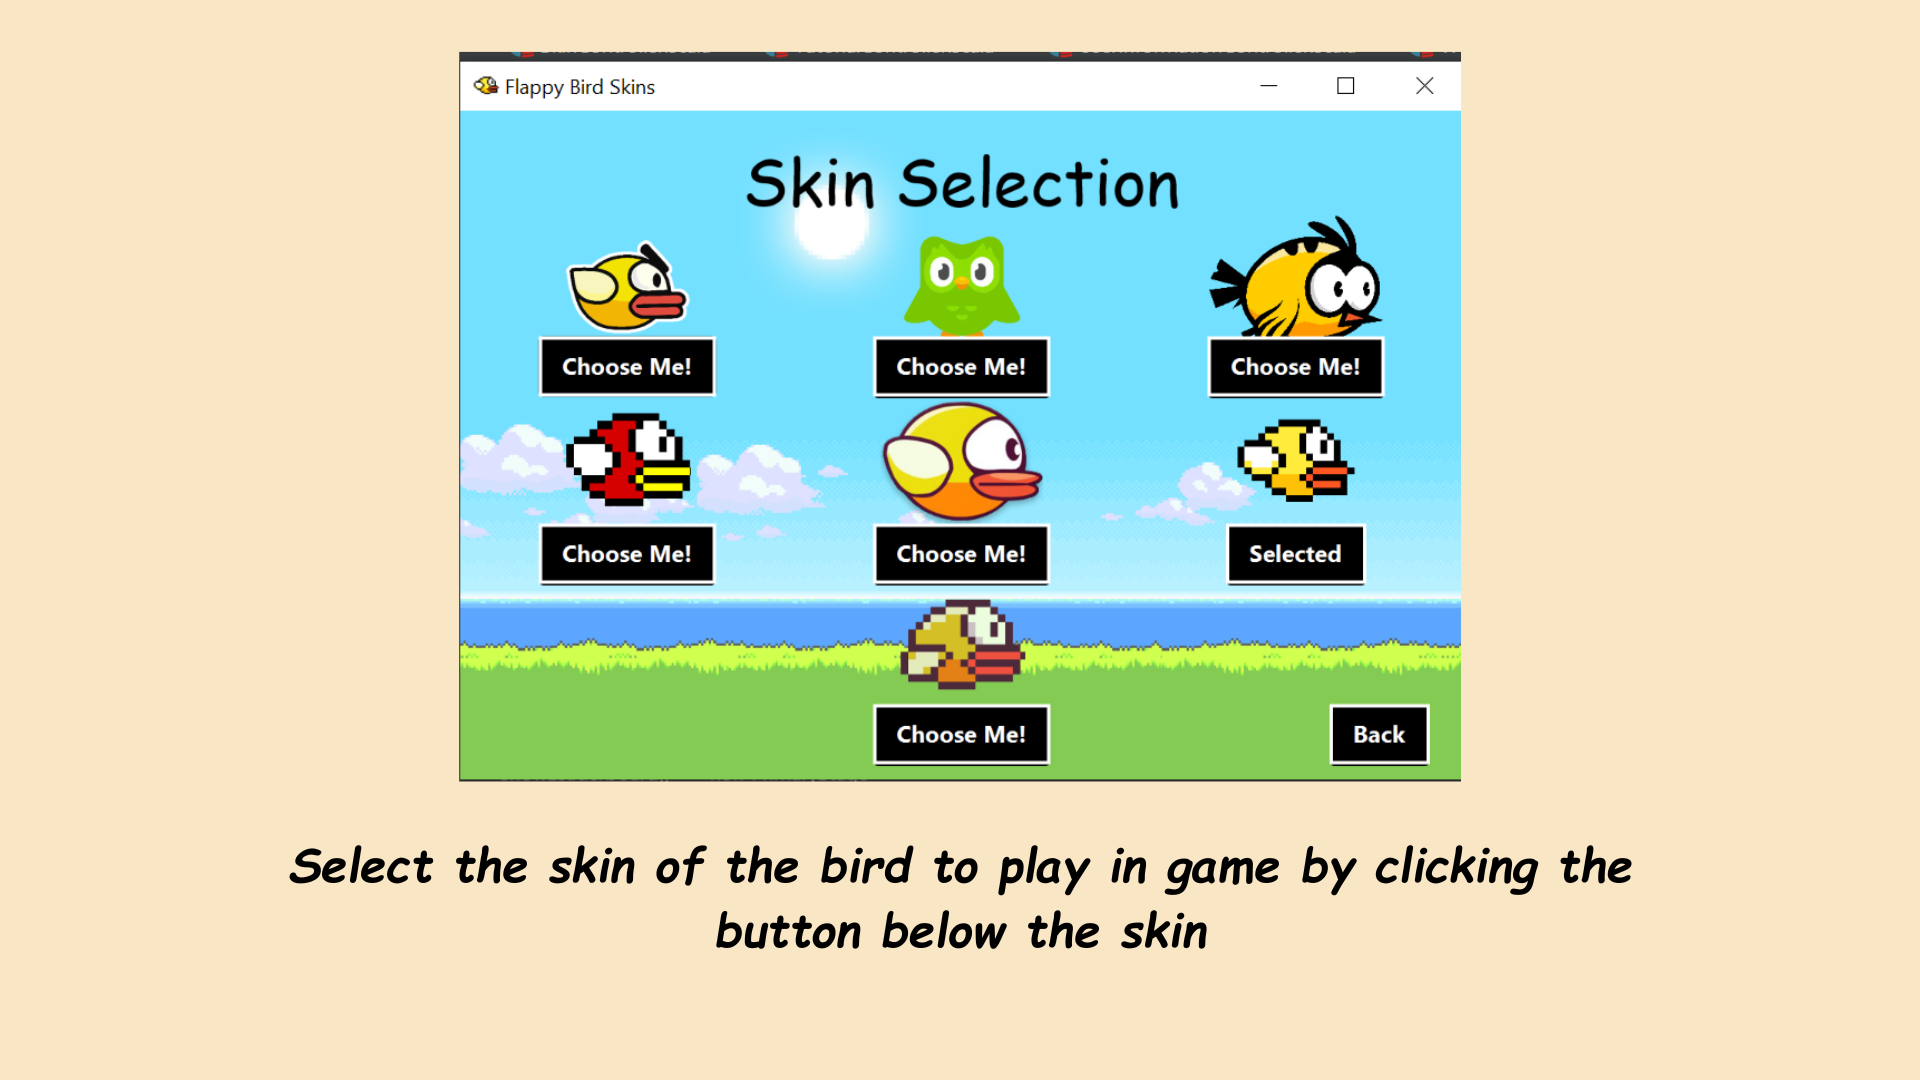 Flappy Bird Skins
Skin Selection
Choose Me!
Choose Me!
Choose Me!
Choose Me!
Choose Me!
Selected
Choose Me!
Back
Select the skin of the bird to play in game by clicking the
button below the skin